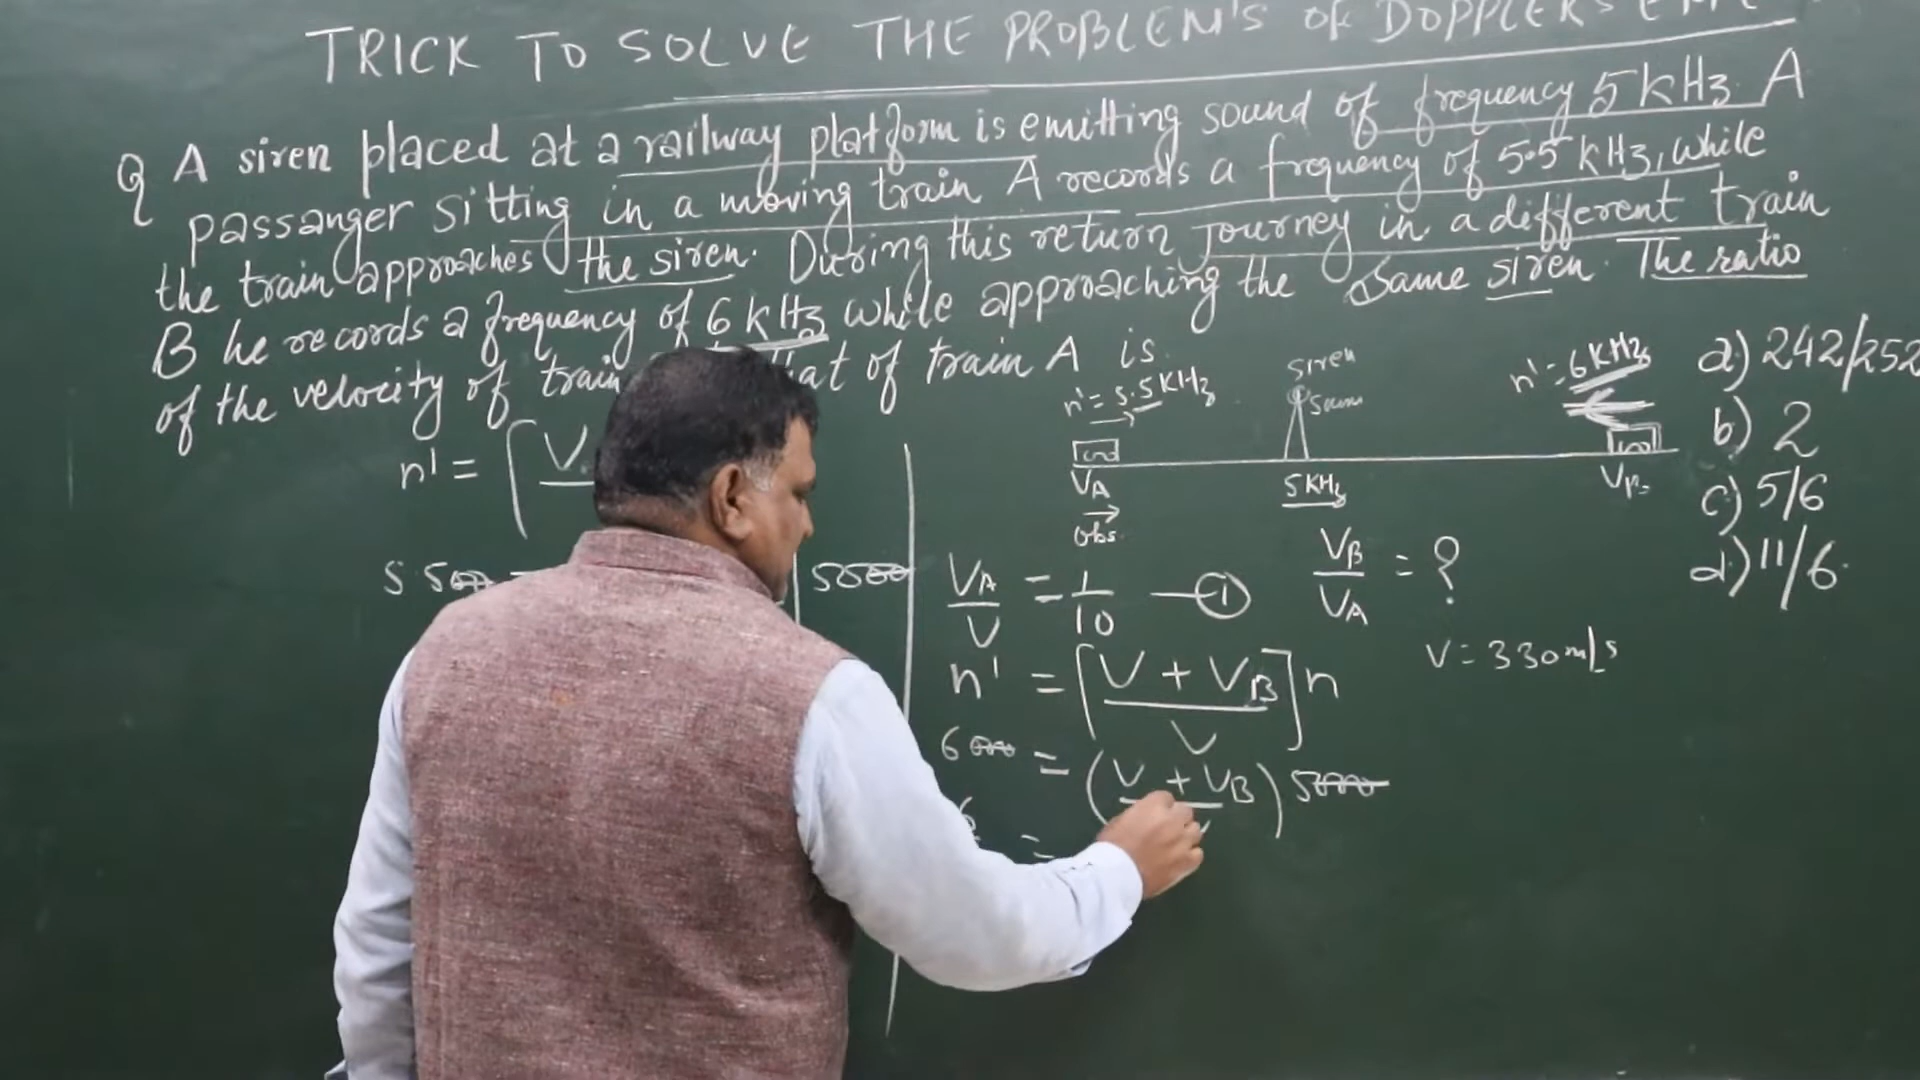 TRICK TO SOLVE THE PROBLEM'S OF DOPPLER'S
Q A siren placed at a railway platform is emitting sound of frequency 5 KHz A
passanger sitting in a moving train A records a frequency of 5.5 KHz, while
the train approaches the siren. During this return journey in a different train
B he records a frequency of 6 KHz while approaching the same siren. The ratio
of the velocity of train that of train A is
n' = 5.5 KHz
Siren
n' = 6 KHz
a) 242/252
b) 2
c) 5/6
d) 11/6
V_A
Obs.
5 KHz
V_B
n' = [V
5.500
5000
V_A/V = 1/10 —①
V_B/V_A = ?
V = 330 m/s
n' = [(V + V_B)/V] n
6000 = (V + V_B) 5000
6 =